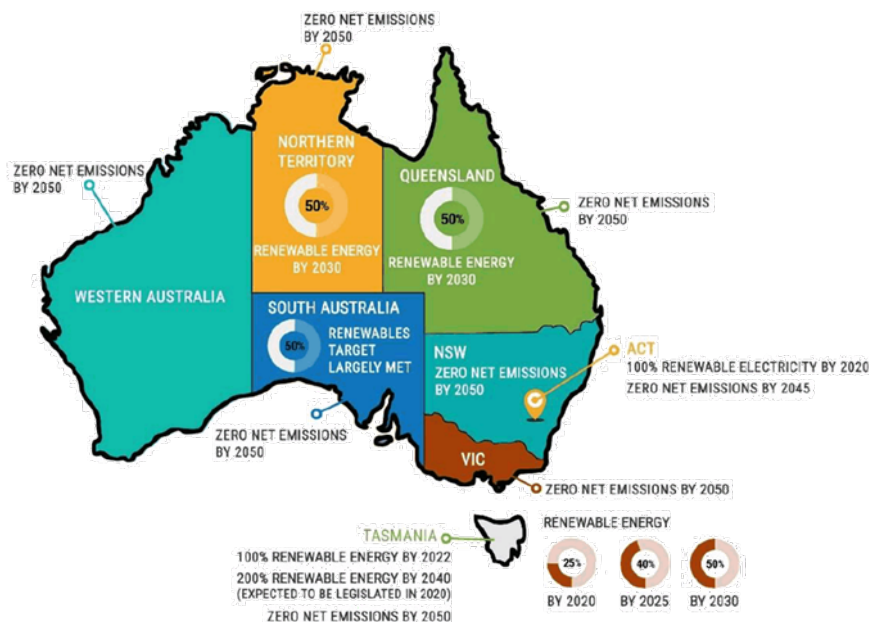 ZERO NET EMISSIONS
BY 2050
NORTHERN
TERRITORY
50%
RENEWABLE ENERGY
BY 2030
ZERO NET EMISSIONS
BY 2050
QUEENSLAND
50%
RENEWABLE ENERGY
BY 2030
ZERO NET EMISSIONS
BY 2050
WESTERN AUSTRALIA
SOUTH AUSTRALIA
50%
RENEWABLES
TARGET
LARGELY MET
NSW
ZERO NET EMISSIONS
BY 2050
ACT
100% RENEWABLE ELECTRICITY BY 2020
ZERO NET EMISSIONS BY 2045
ZERO NET EMISSIONS
BY 2050
VIC
ZERO NET EMISSIONS BY 2050
TASMANIA
100% RENEWABLE ENERGY BY 2022
200% RENEWABLE ENERGY BY 2040
(EXPECTED TO BE LEGISLATED IN 2020)
ZERO NET EMISSIONS BY 2050
RENEWABLE ENERGY
25%
40%
50%
BY 2020
BY 2025
BY 2030